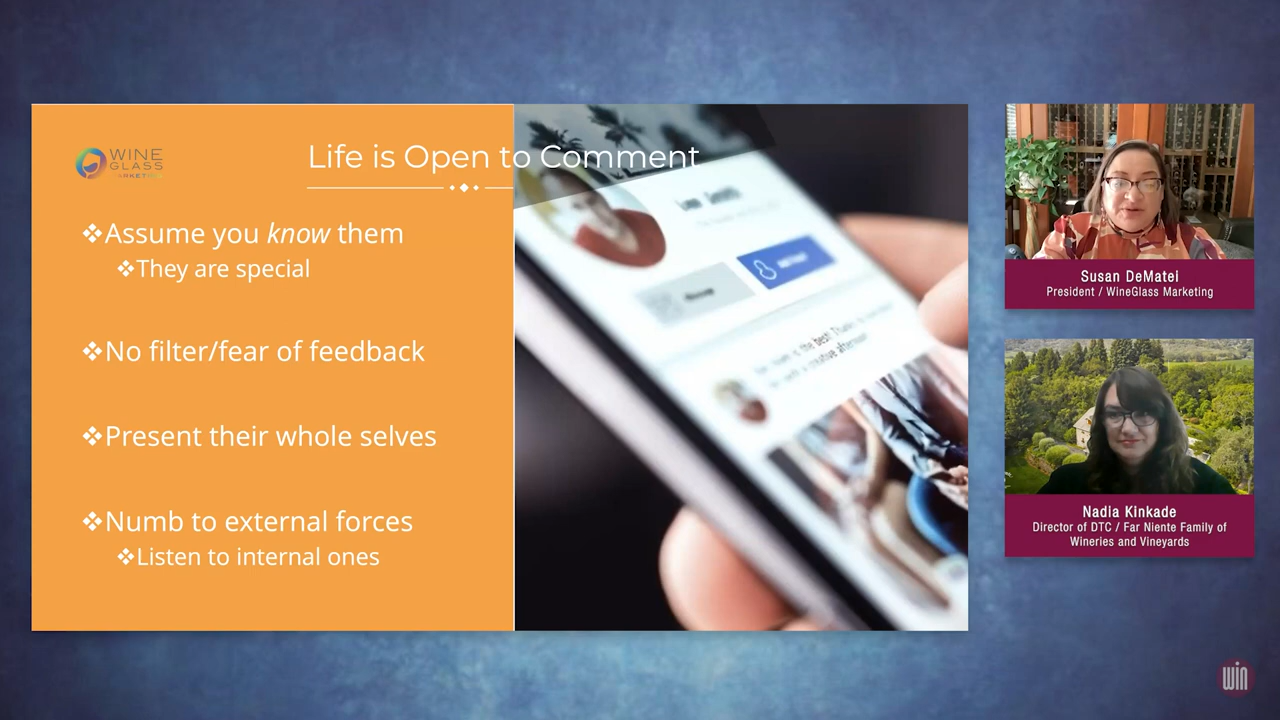 WINE
GLASS
Life is Open to Comment
❖Assume you know them
❖They are special
❖No filter/fear of feedback
❖Present their whole selves
❖Numb to external forces
❖Listen to internal ones
Susan DeMatei
President / WineGlass Marketing
Nadia Kinkade
Director of DTC / Far Niente Family of
Wineries and Vineyards
win